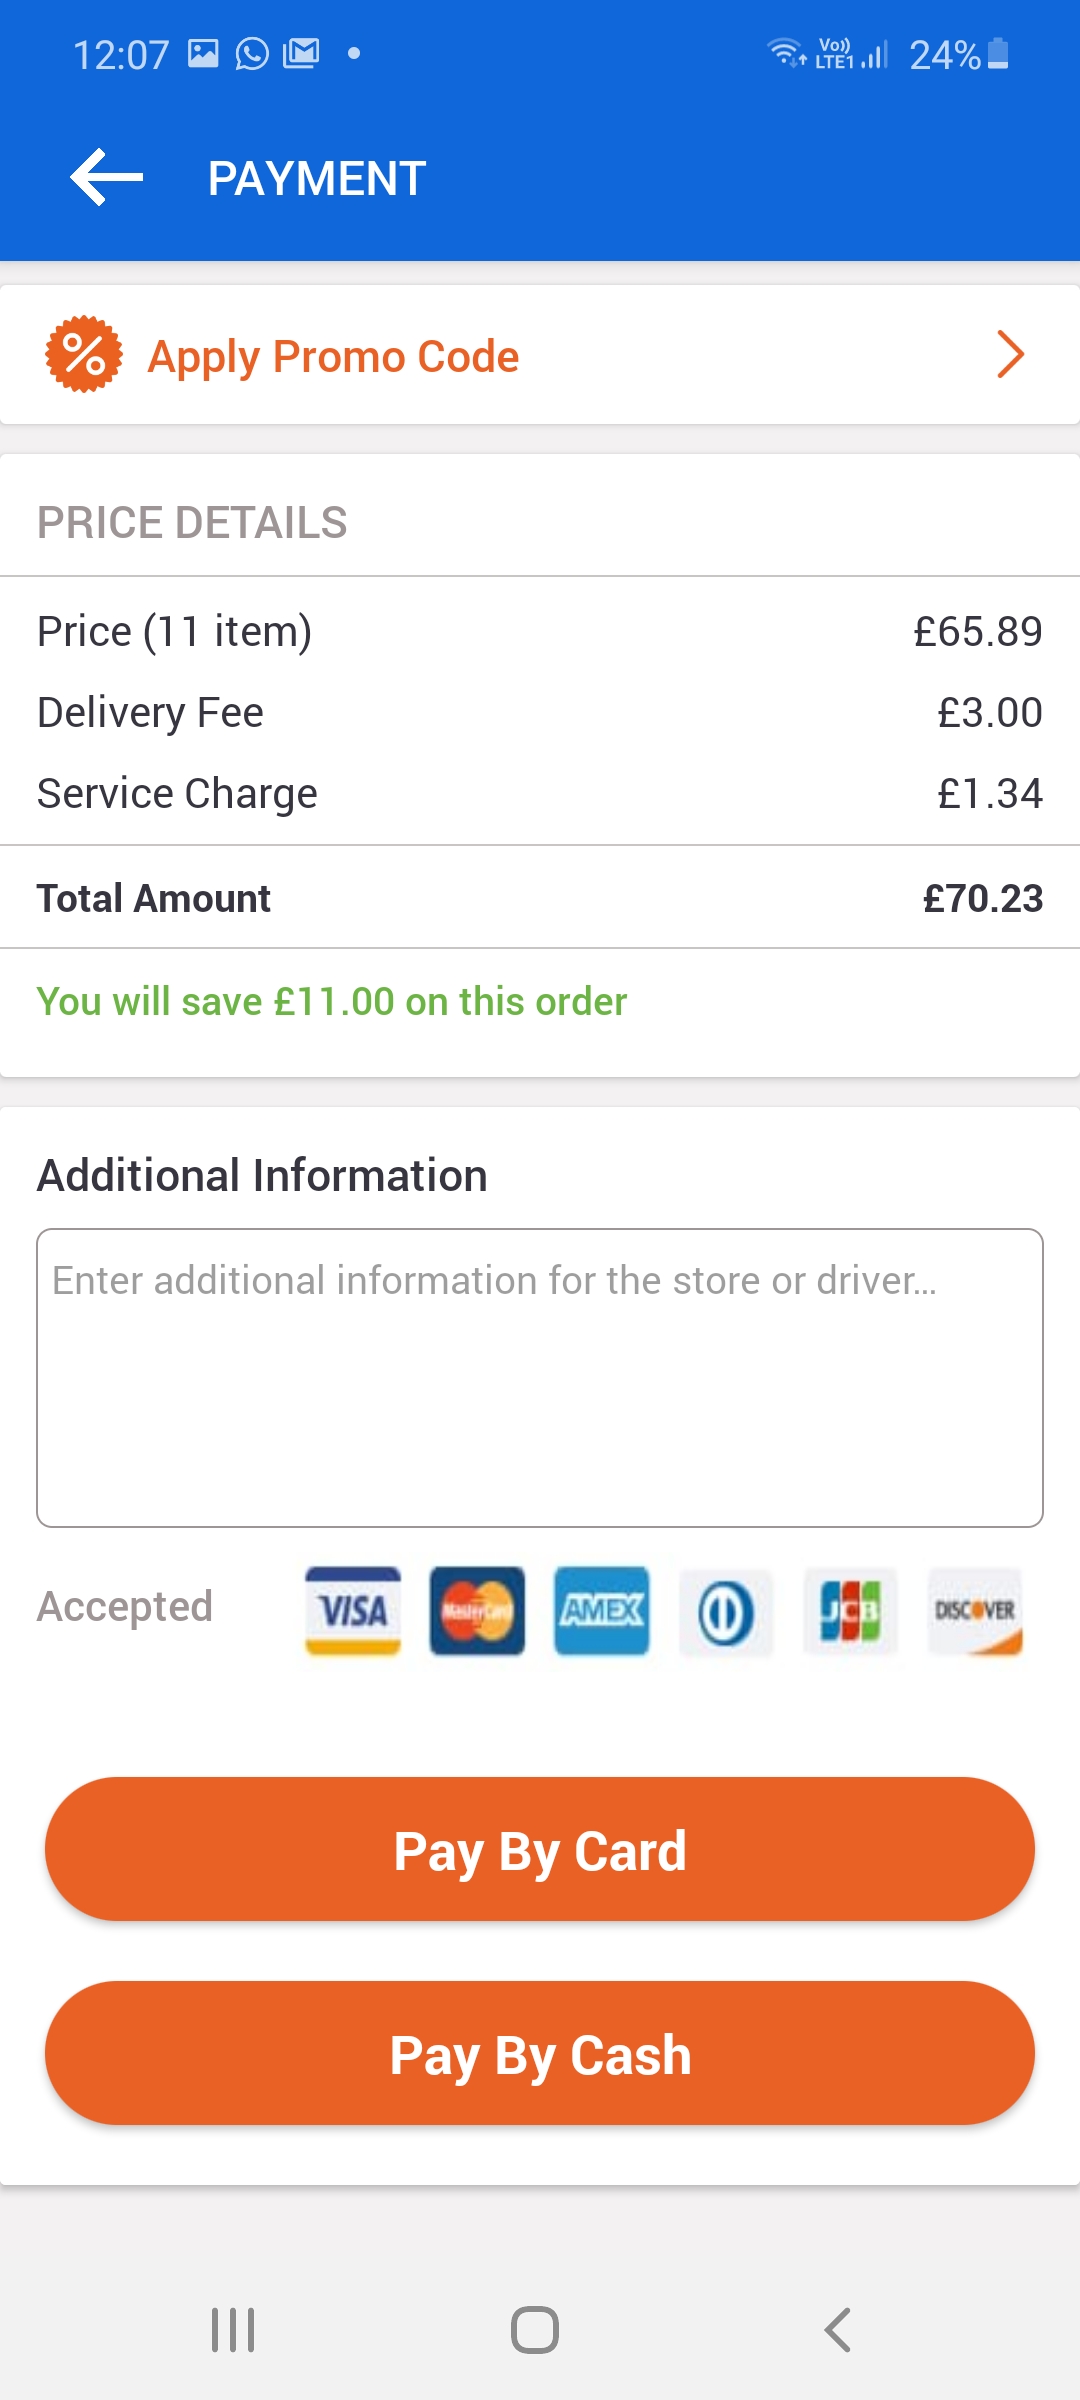 12:07 Vo)) LTE1 24%
PAYMENT
Apply Promo Code
PRICE DETAILS
Price (11 item) £65.89
Delivery Fee £3.00
Service Charge £1.34
Total Amount £70.23
You will save £11.00 on this order
Additional Information
Enter additional information for the store or driver...
Accepted VISA MasterCard AMEX JCB DISCOVER
Pay By Card
Pay By Cash